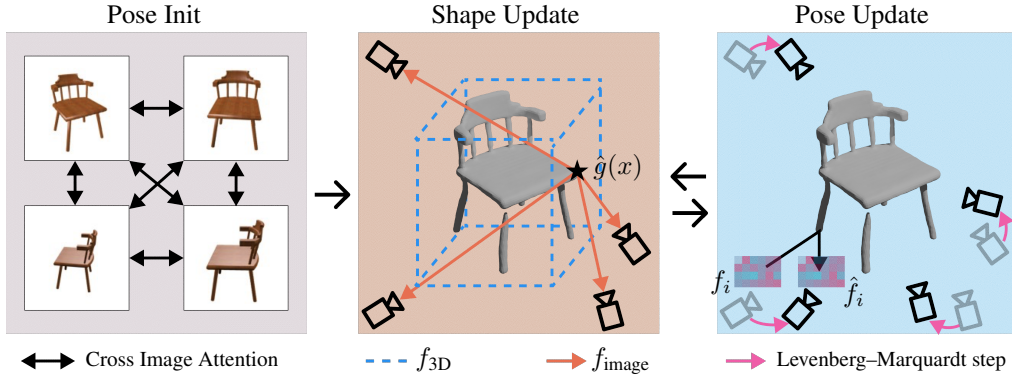 Pose Init
Shape Update
Pose Update
ĝ(x)
f_i
f̂_i
Cross Image Attention
f_3D
f_image
Levenberg–Marquardt step